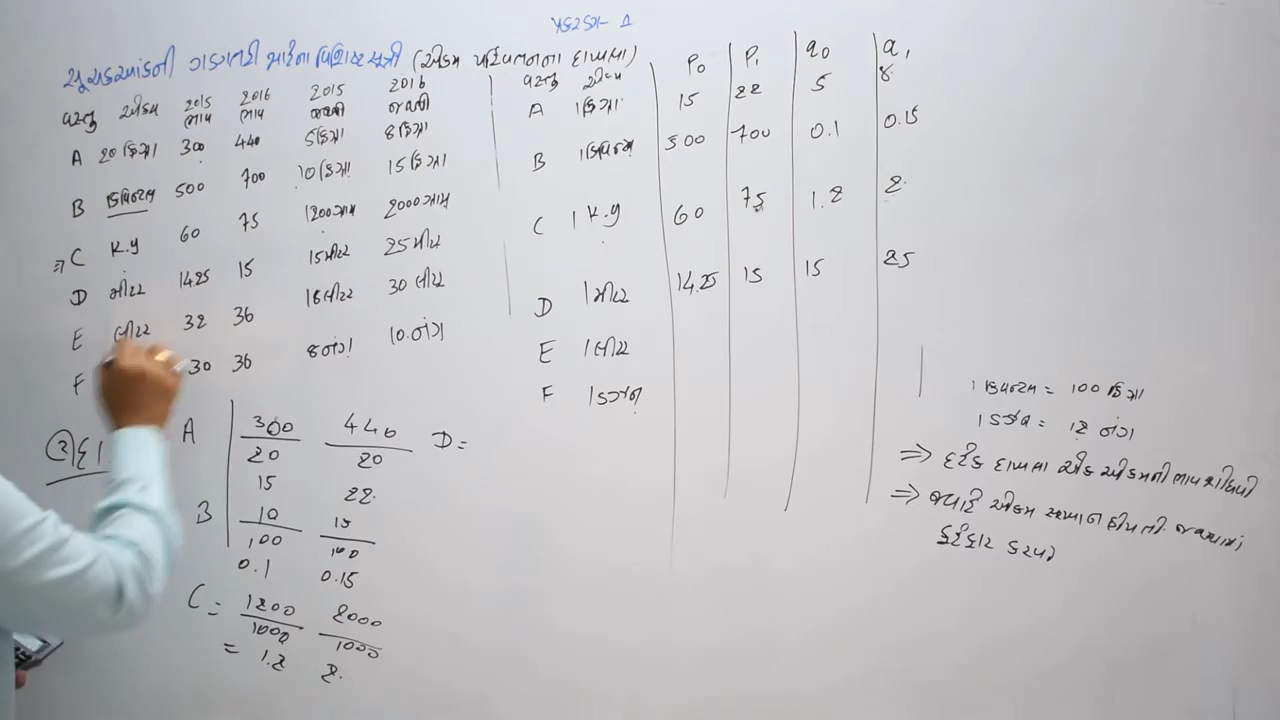 પ્રકરણ - 1
સૂચકઆંકની ગણતરી માટેના વિશિષ્ટ સૂત્રો (એકમ પરિવર્તનના દાખલા)
વસ્તુ એકમ 2015 ભાવ 2016 ભાવ 2015 જથ્થો 2016 જથ્થો
A 20 કિગ્રા 300 440 5 કિગ્રા 8 કિગ્રા
B ક્વિન્ટલ 500 700 10 કિગ્રા 15 કિગ્રા
⇒ C K.g 60 75 1200 ગ્રામ 2000 ગ્રામ
D મીટર 14.25 15 15 મીટર 25 મીટર
E લીટર 32 36 18 લીટર 30 લીટર
F 30 36 8 નંગ 10 નંગ
વસ્તુ એકમ P0 P1 q0 q1
A 1 કિગ્રા 15 22 5 8
B 1 ક્વિન્ટલ 500 700 0.1 0.15
C 1 K.g 60 75 1.2 2
D 1 મીટર 14.25 15 15 25
E 1 લીટર
F 1 ડઝન
A 300/20 440/20 D =
15 22
B 10/100 15/100
0.1 0.15
C = 1200/1000 2000/1000
= 1.2 2
1 ક્વિન્ટલ = 100 કિગ્રા
1 ડઝન = 12 નંગ
⇒ દરેક દાખલામાં એક એકમની ભાવ શોધવો
⇒ જ્યારે એકમ સમાન હોય તો જથ્થામાં
ફેરફાર કરવો